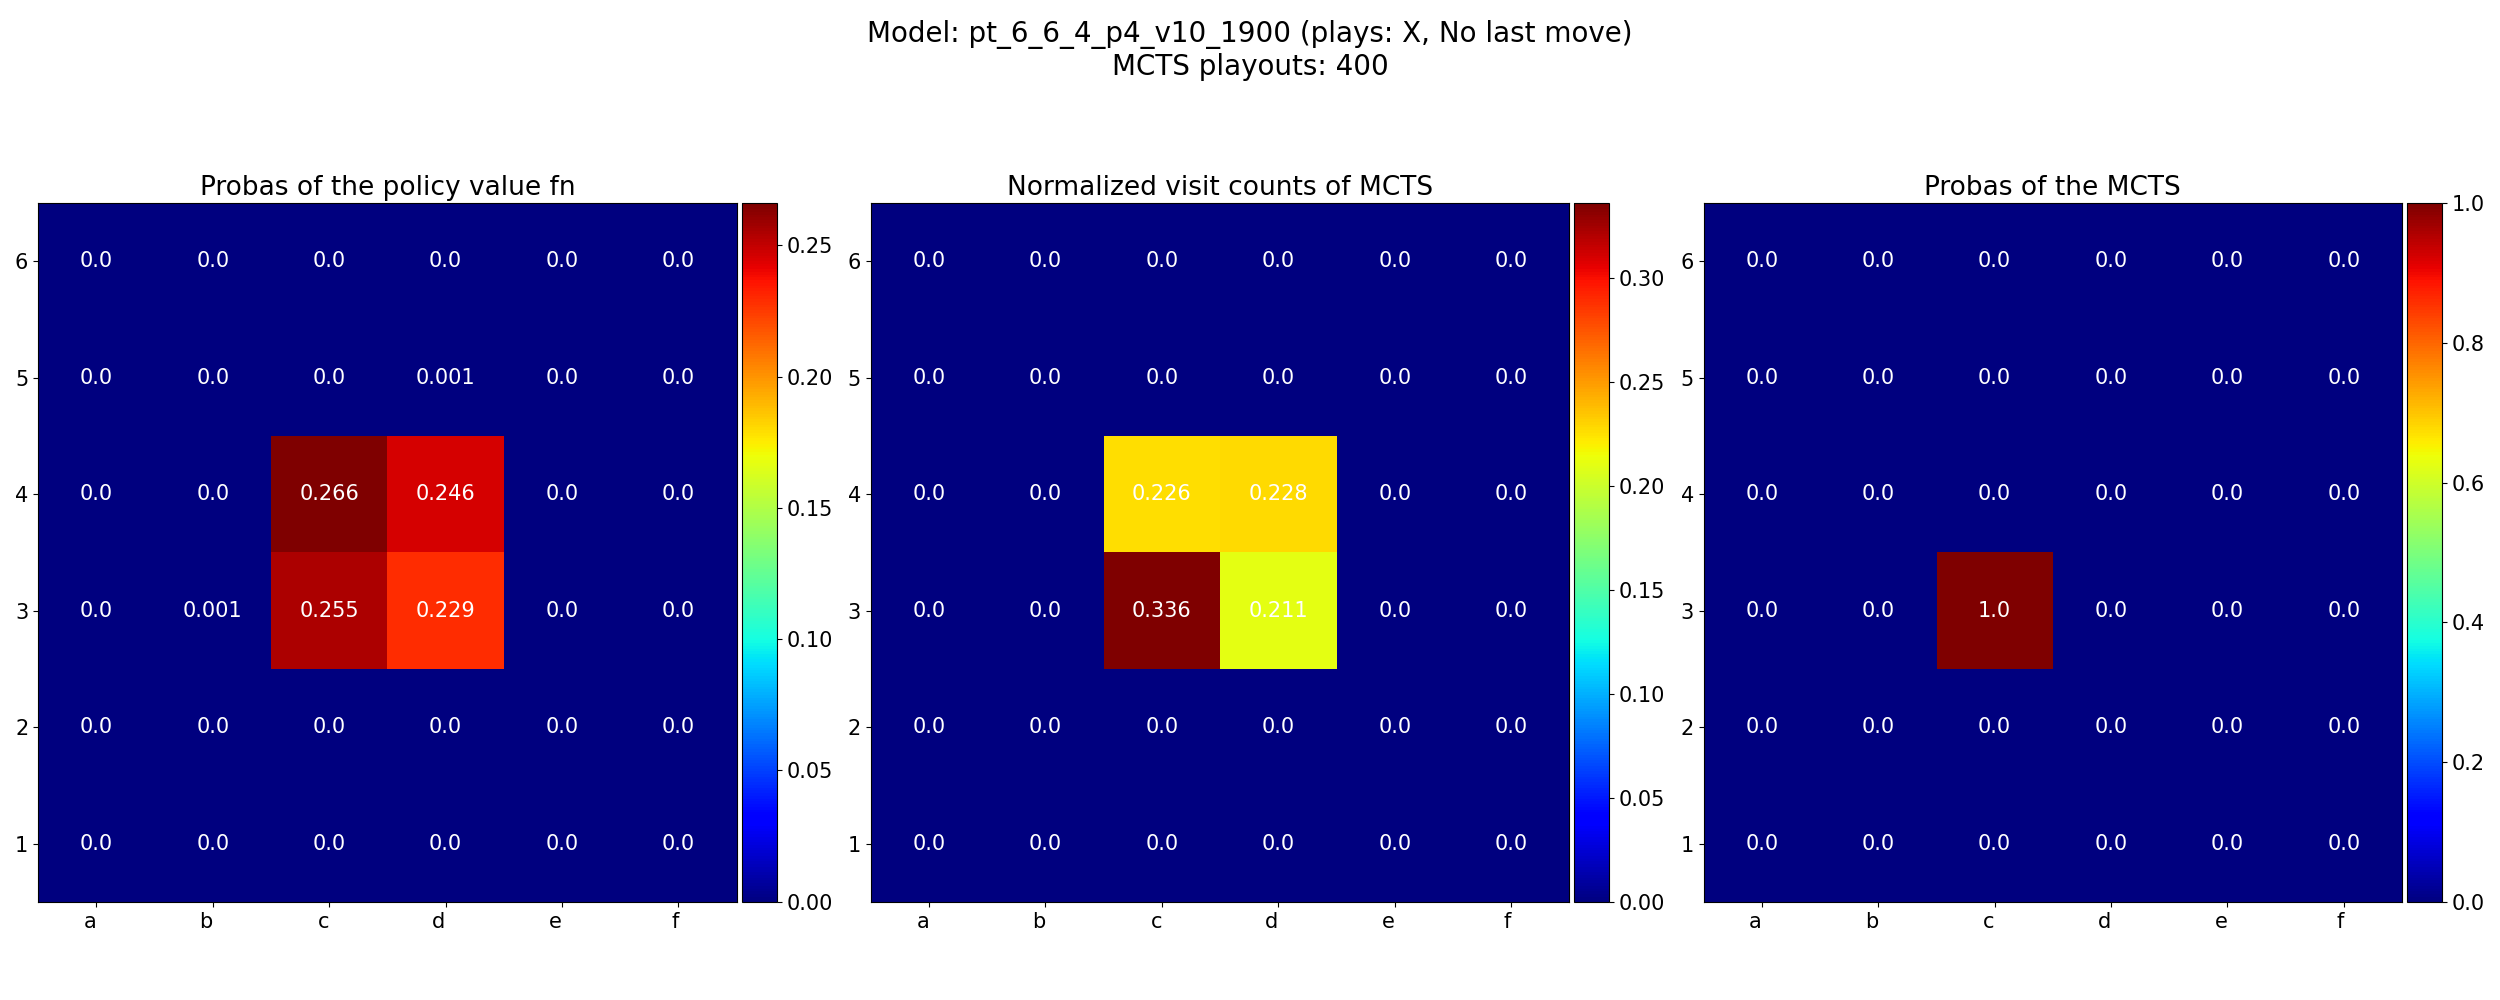 Model: pt_6_6_4_p4_v10_1900 (plays: X, No last move)
MCTS playouts: 400
Probas of the policy value fn
6 0.0 0.0 0.0 0.0 0.0 0.0
5 0.0 0.0 0.0 0.001 0.0 0.0
4 0.0 0.0 0.266 0.246 0.0 0.0
3 0.0 0.001 0.255 0.229 0.0 0.0
2 0.0 0.0 0.0 0.0 0.0 0.0
1 0.0 0.0 0.0 0.0 0.0 0.0
a b c d e f
0.25
0.20
0.15
0.10
0.05
0.00
Normalized visit counts of MCTS
6 0.0 0.0 0.0 0.0 0.0 0.0
5 0.0 0.0 0.0 0.0 0.0 0.0
4 0.0 0.0 0.226 0.228 0.0 0.0
3 0.0 0.0 0.336 0.211 0.0 0.0
2 0.0 0.0 0.0 0.0 0.0 0.0
1 0.0 0.0 0.0 0.0 0.0 0.0
a b c d e f
0.30
0.25
0.20
0.15
0.10
0.05
0.00
Probas of the MCTS
6 0.0 0.0 0.0 0.0 0.0 0.0
5 0.0 0.0 0.0 0.0 0.0 0.0
4 0.0 0.0 0.0 0.0 0.0 0.0
3 0.0 0.0 1.0 0.0 0.0 0.0
2 0.0 0.0 0.0 0.0 0.0 0.0
1 0.0 0.0 0.0 0.0 0.0 0.0
a b c d e f
1.0
0.8
0.6
0.4
0.2
0.0